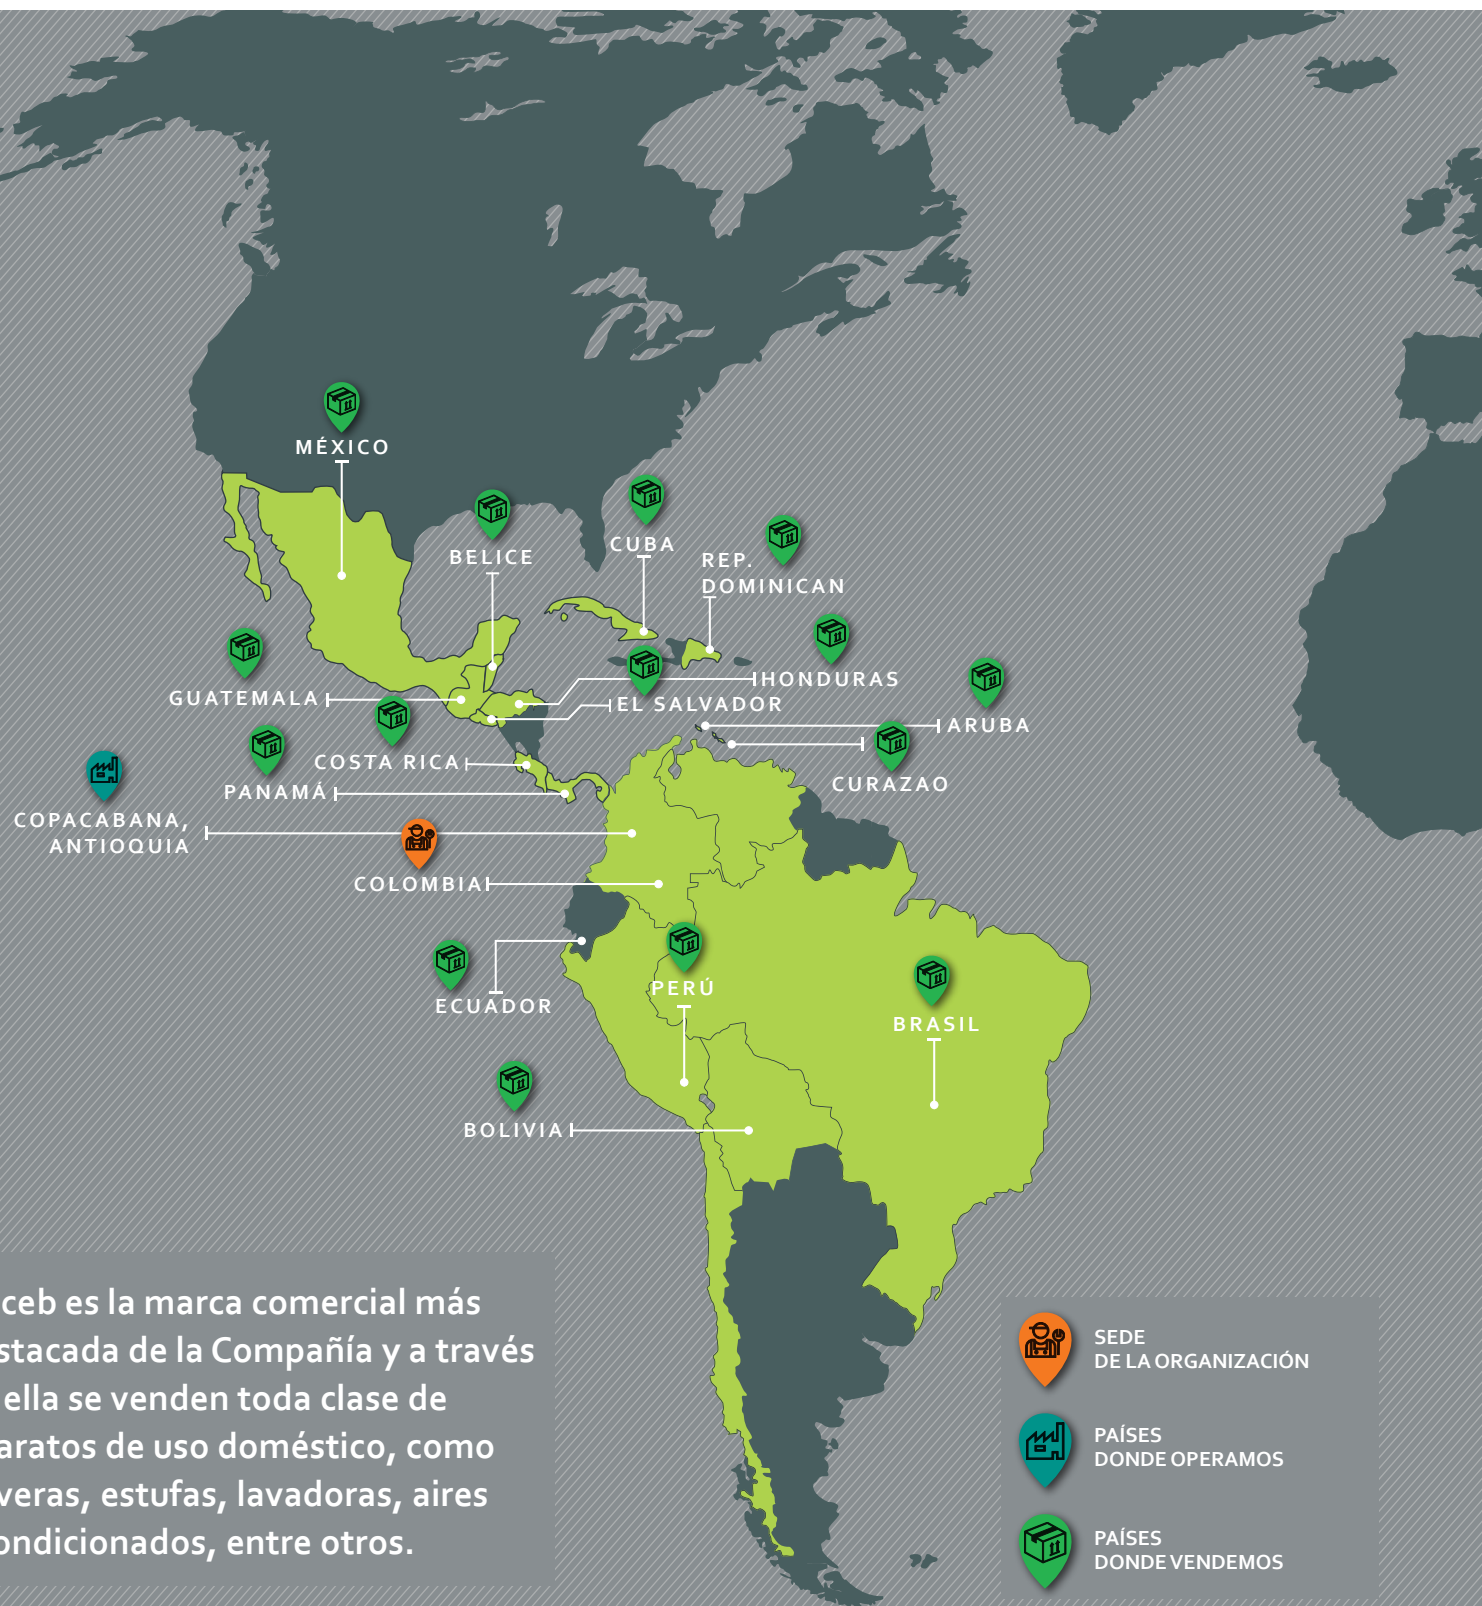 MÉXICO
BELICE
CUBA
REP.
DOMINICAN
GUATEMALA
HONDURAS
EL SALVADOR
ARUBA
COSTA RICA
CURAZAO
PANAMÁ
COPACABANA,
ANTIOQUIA
COLOMBIA
ECUADOR
PERÚ
BRASIL
BOLIVIA
ceb es la marca comercial más
stacada de la Compañía y a través
ella se venden toda clase de
aratos de uso doméstico, como
veras, estufas, lavadoras, aires
ondicionados, entre otros.
SEDE
DE LA ORGANIZACIÓN
PAÍSES
DONDE OPERAMOS
PAÍSES
DONDE VENDEMOS